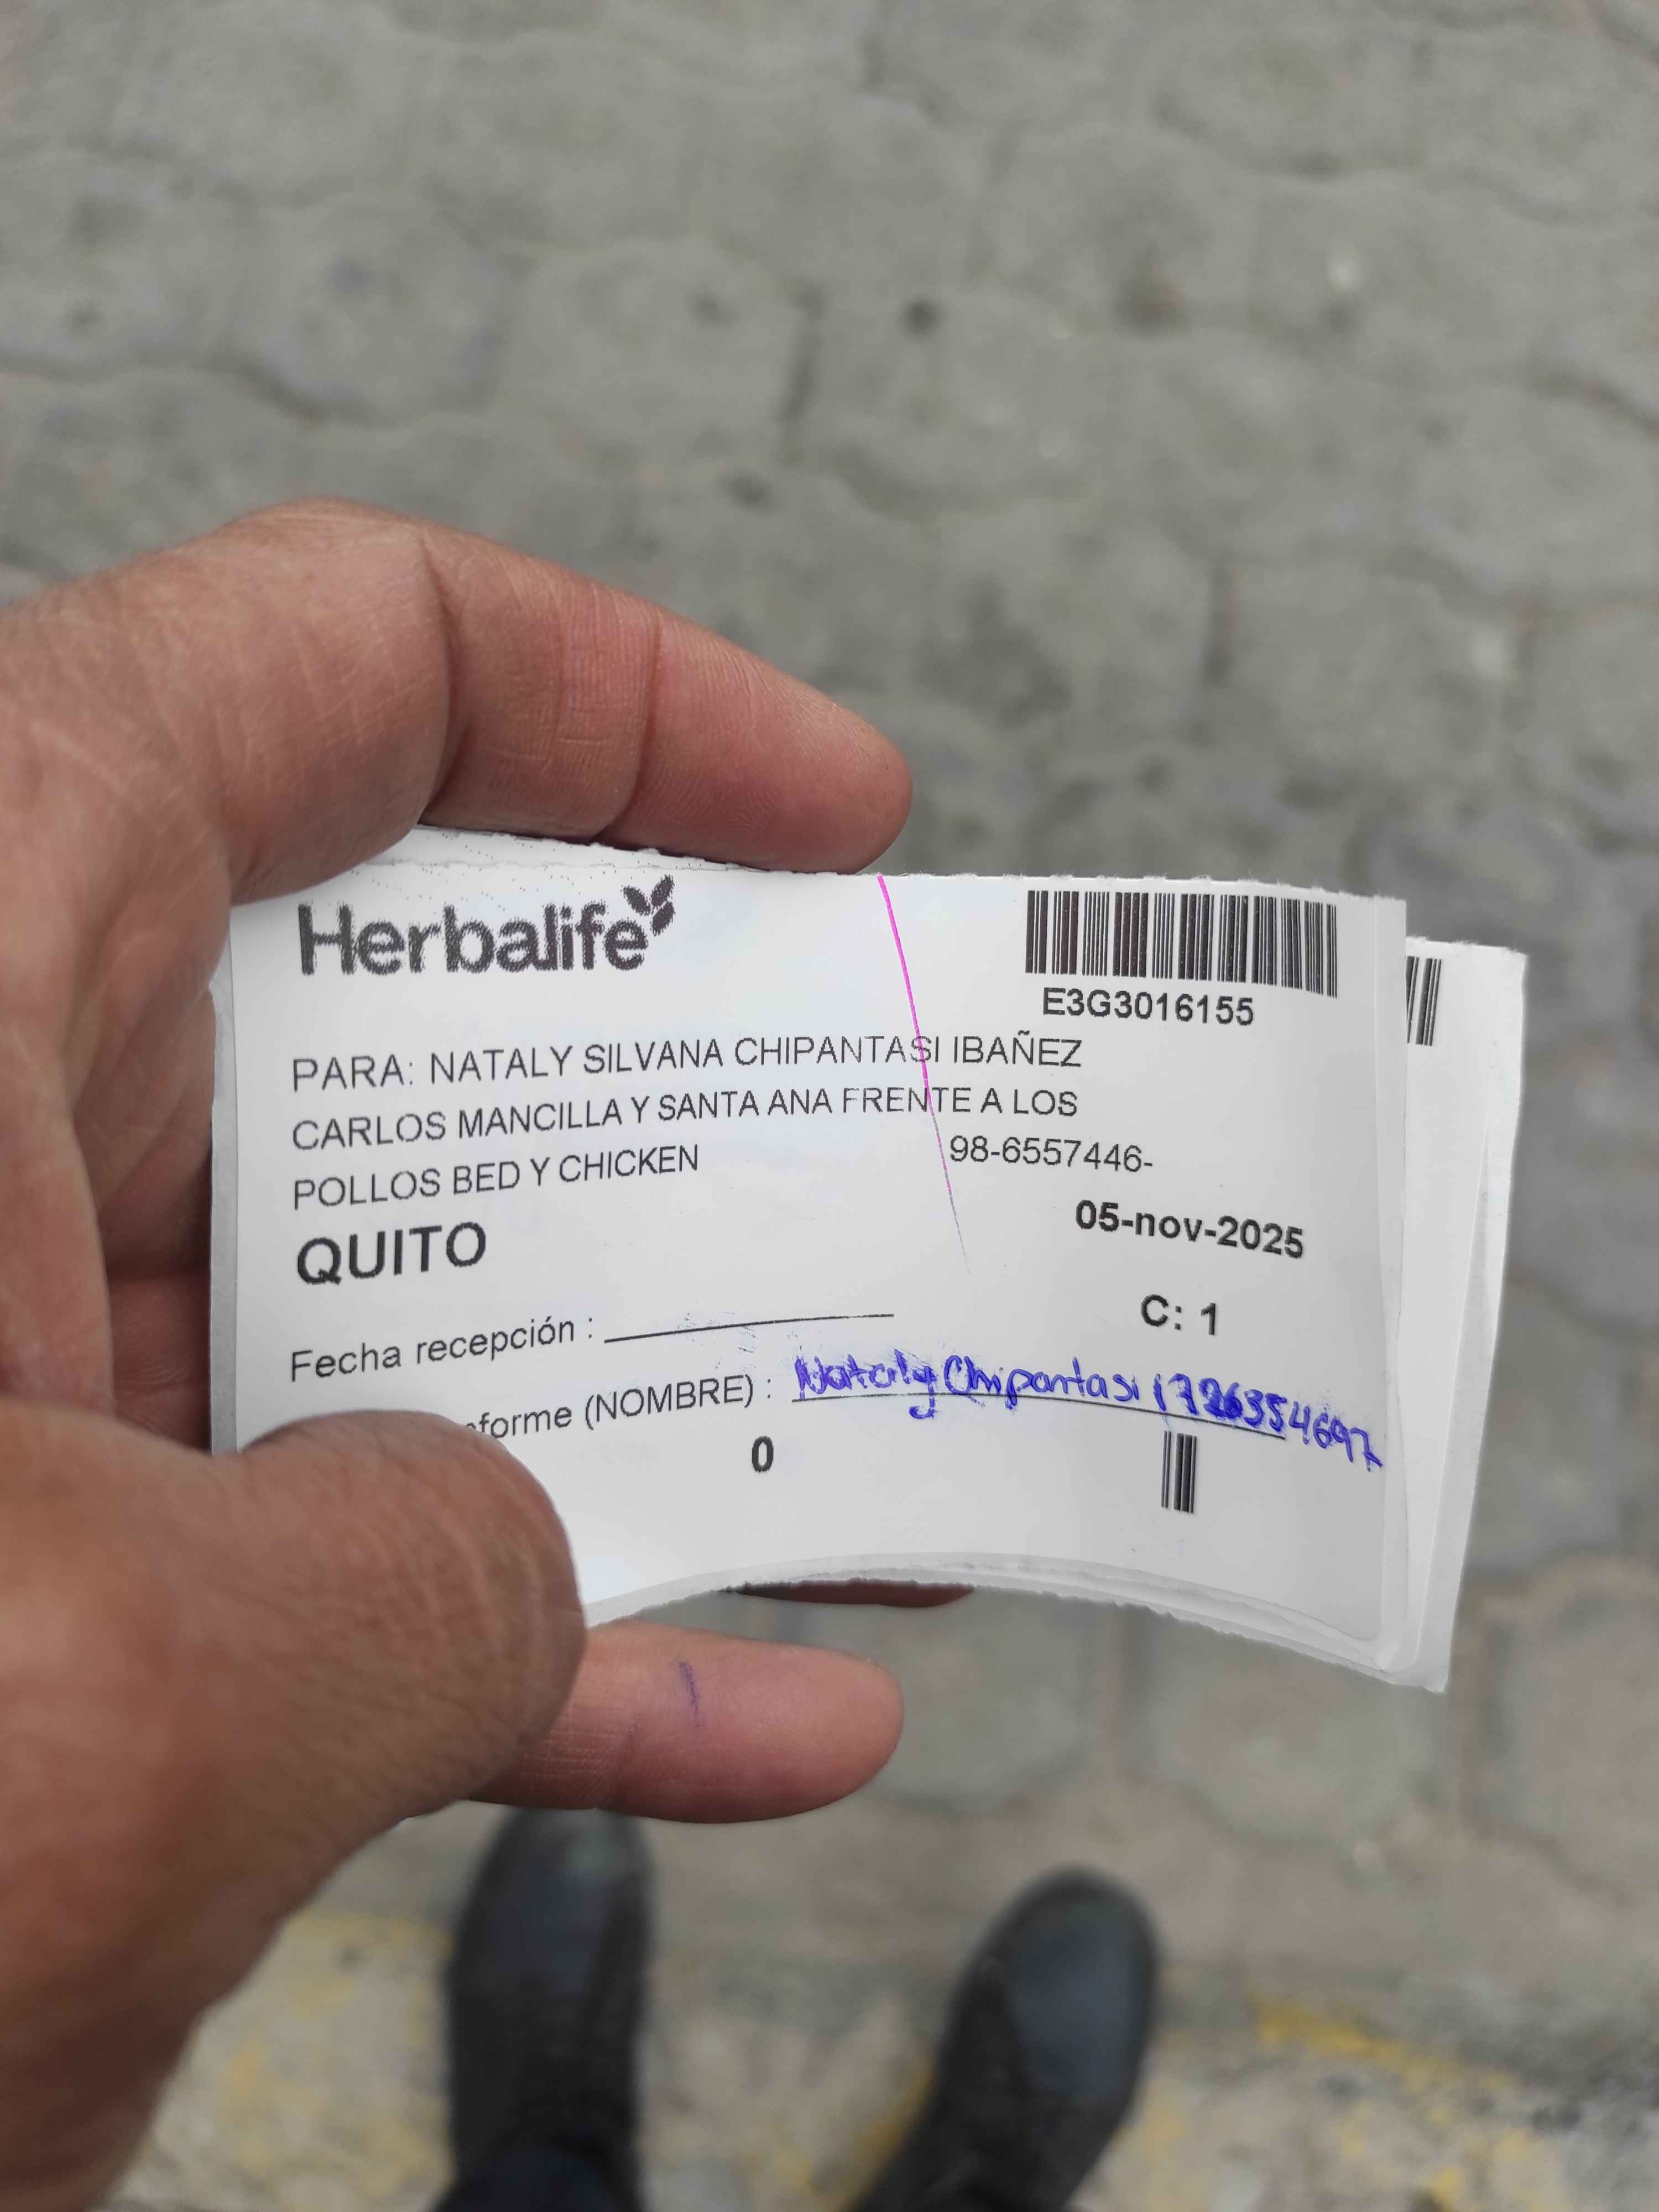 Herbalife
E3G3016155
PARA: NATALY SILVANA CHIPANTASI IBAÑEZ
CARLOS MANCILLA Y SANTA ANA FRENTE A LOS
POLLOS BED Y CHICKEN 98-6557446-
QUITO 05-nov-2025
C: 1
Fecha recepción :
nforme (NOMBRE) : Nataly Chipantasi 1726354697
0